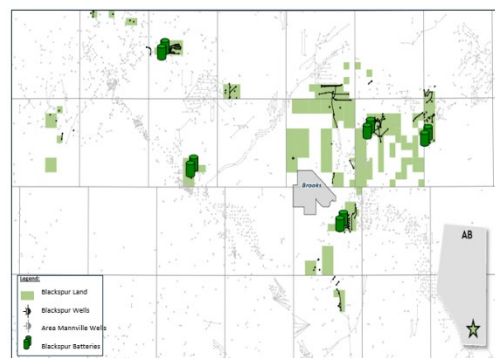 Brooks
AB
Legend:
Blackspur Land
Blackspur Wells
Area Mannville Wells
Blackspur Batteries